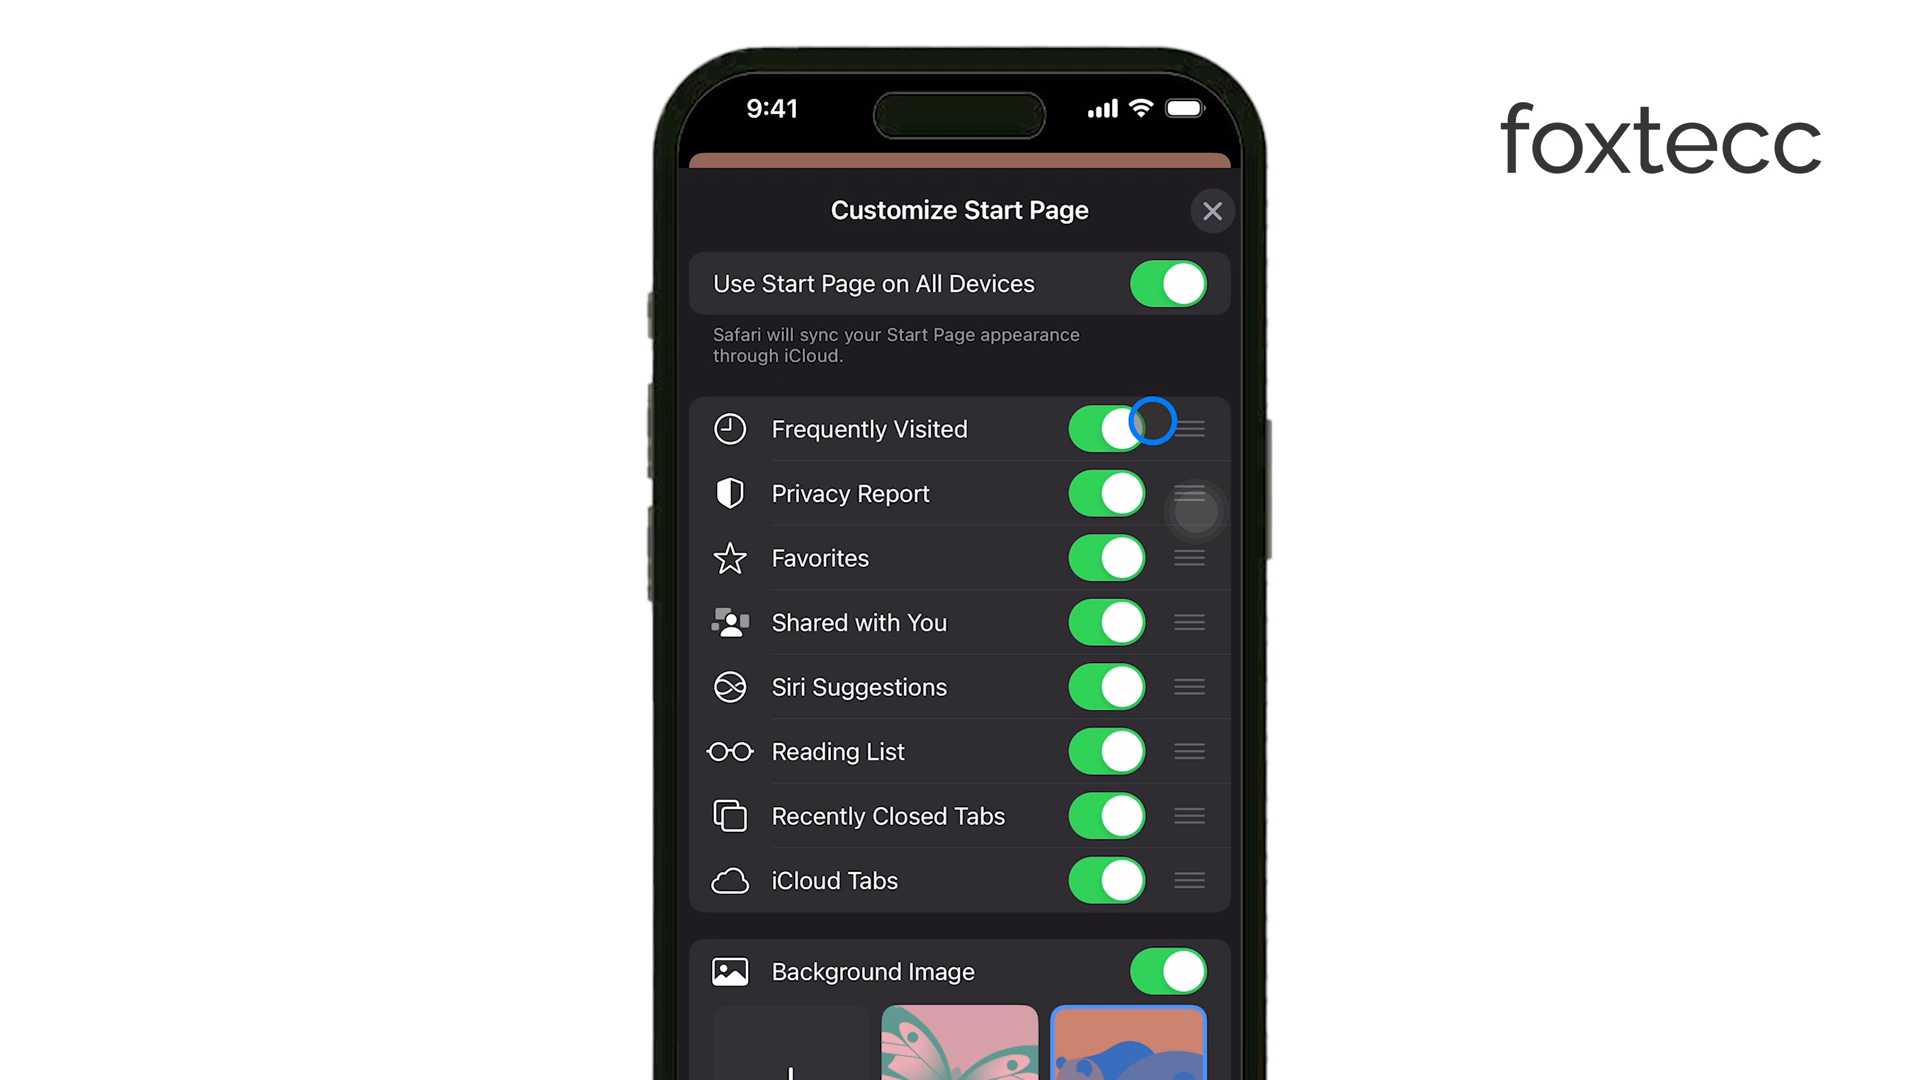 9:41
foxtecc
Customize Start Page
Use Start Page on All Devices
Safari will sync your Start Page appearance
through iCloud.
Frequently Visited
Privacy Report
Favorites
Shared with You
Siri Suggestions
Reading List
Recently Closed Tabs
iCloud Tabs
Background Image